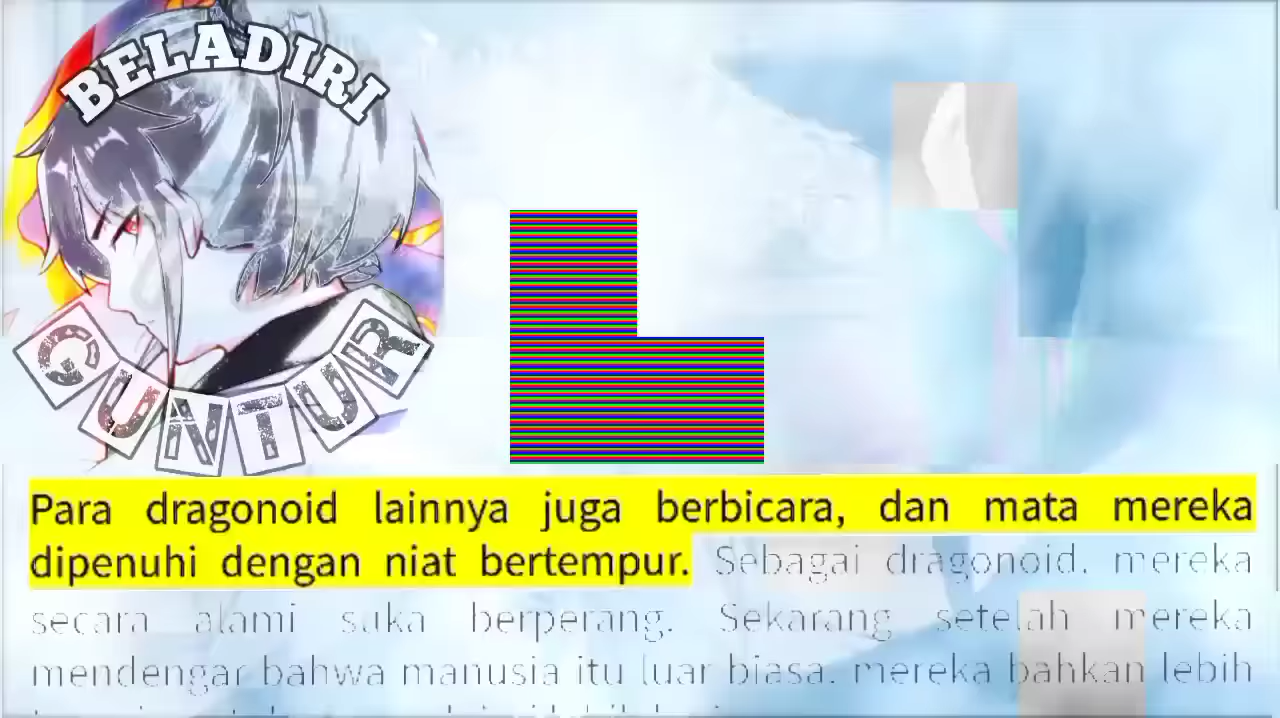 BELADIRI
GUNTUR
Para dragonoid lainnya juga berbicara, dan mata mereka
dipenuhi dengan niat bertempur. Sebagai dragonoid, mereka
secara alami suka berperang. Sekarang setelah mereka
mendengar bahwa manusia itu luar biasa, mereka bahkan lebih